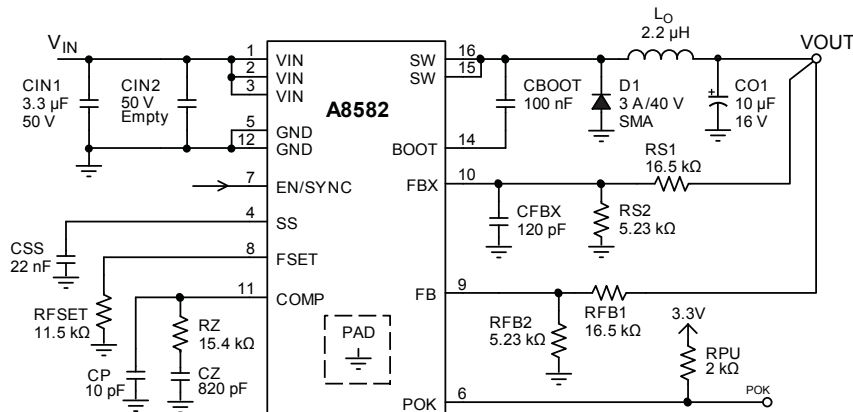 V_IN
CIN1
3.3 µF
50 V
CIN2
50 V
Empty
1
2
3
VIN
VIN
VIN
5
12
GND
GND
7
EN/SYNC
CSS
22 nF
4
SS
8
FSET
RFSET
11.5 kΩ
11
COMP
RZ
15.4 kΩ
CP
10 pF
CZ
820 pF
A8582
PAD
SW
SW
16
15
BOOT
14
FBX
10
FB
9
POK
6
CBOOT
100 nF
D1
3 A/40 V
SMA
L_O
2.2 µH
VOUT
CO1
10 µF
16 V
+
RS1
16.5 kΩ
CFBX
120 pF
RS2
5.23 kΩ
RFB2
5.23 kΩ
RFB1
16.5 kΩ
3.3V
RPU
2 kΩ
POK